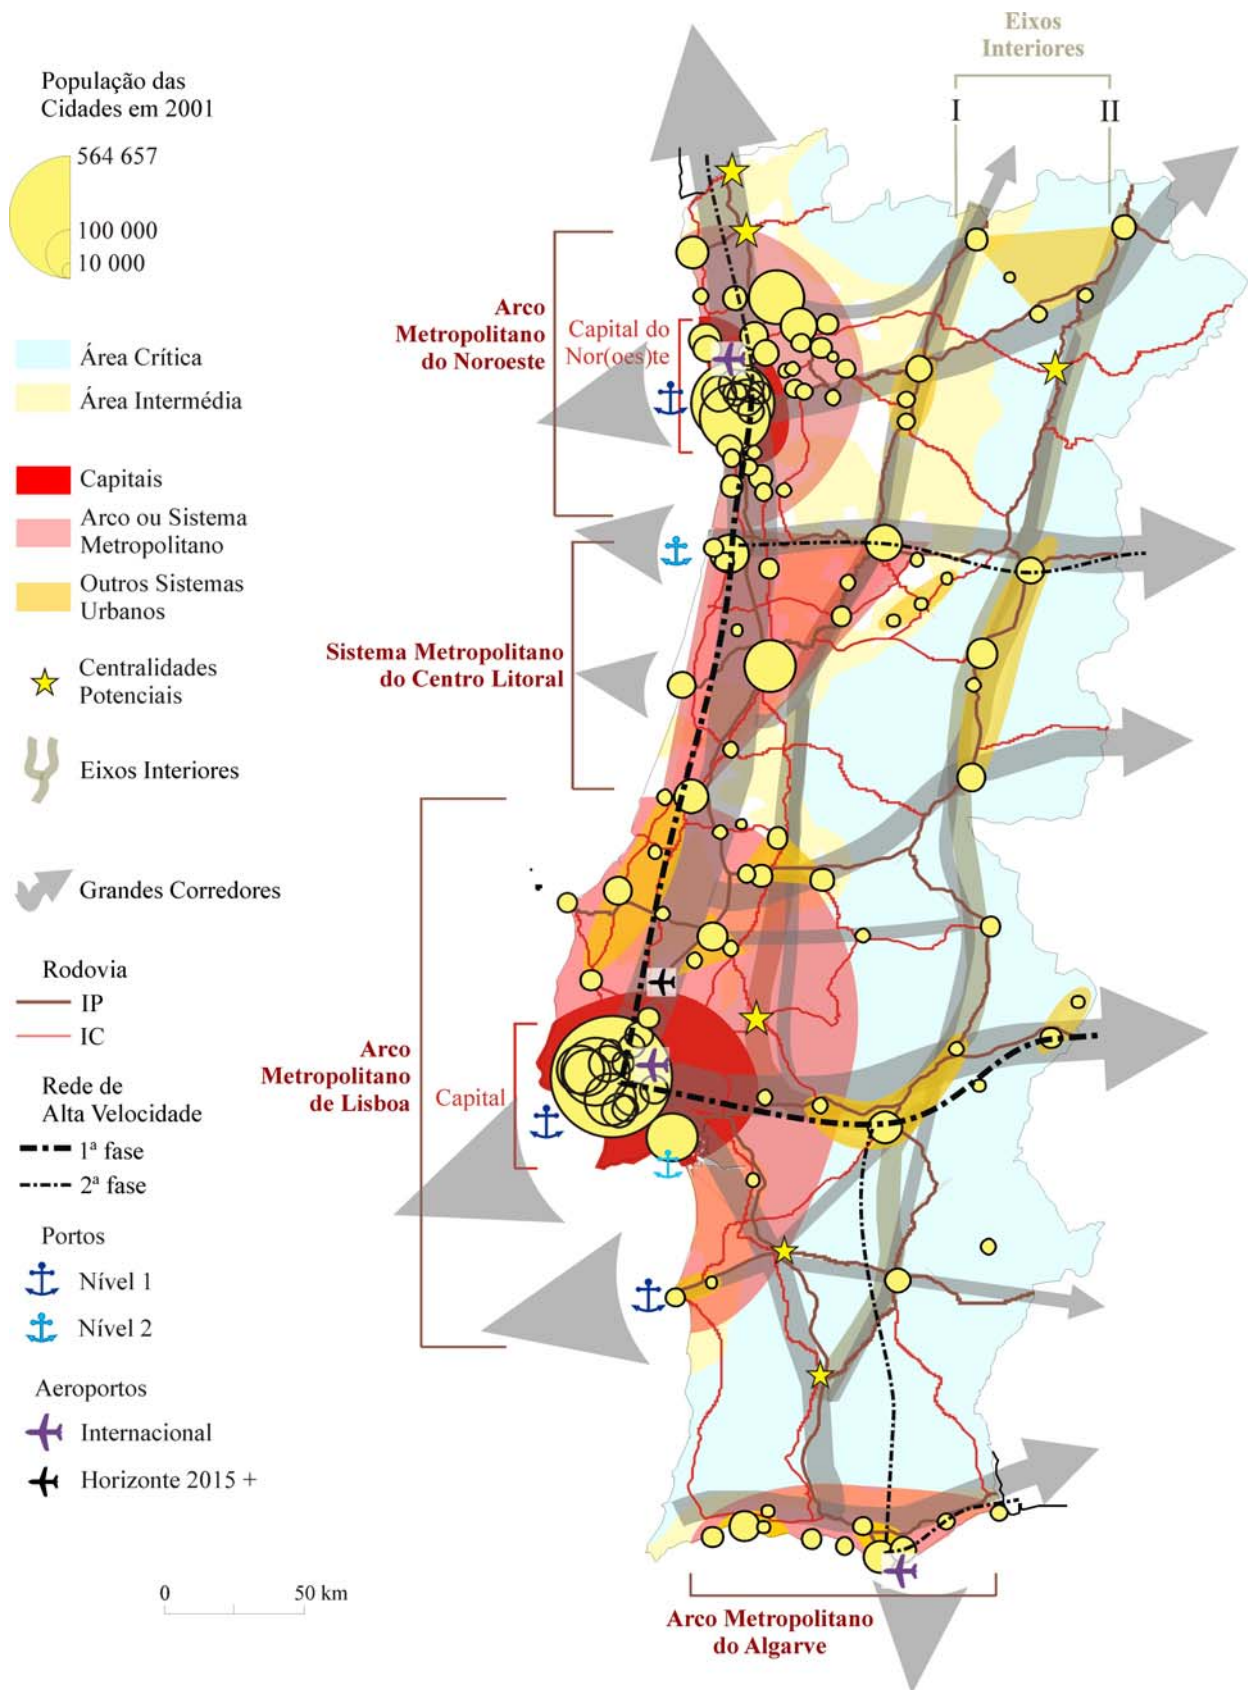 Eixos
Interiores
I
II
População das
Cidades em 2001
564 657
100 000
10 000
Área Crítica
Área Intermédia
Capitais
Arco ou Sistema
Metropolitano
Outros Sistemas
Urbanos
Centralidades
Potenciais
Eixos Interiores
Grandes Corredores
Rodovia
IP
IC
Rede de
Alta Velocidade
1ª fase
2ª fase
Portos
Nível 1
Nível 2
Aeroportos
Internacional
Horizonte 2015 +
0
50 km
Arco
Metropolitano
do Noroeste
Capital do
Nor(oes)te
Sistema Metropolitano
do Centro Litoral
Arco
Metropolitano
de Lisboa
Capital
Arco Metropolitano
do Algarve